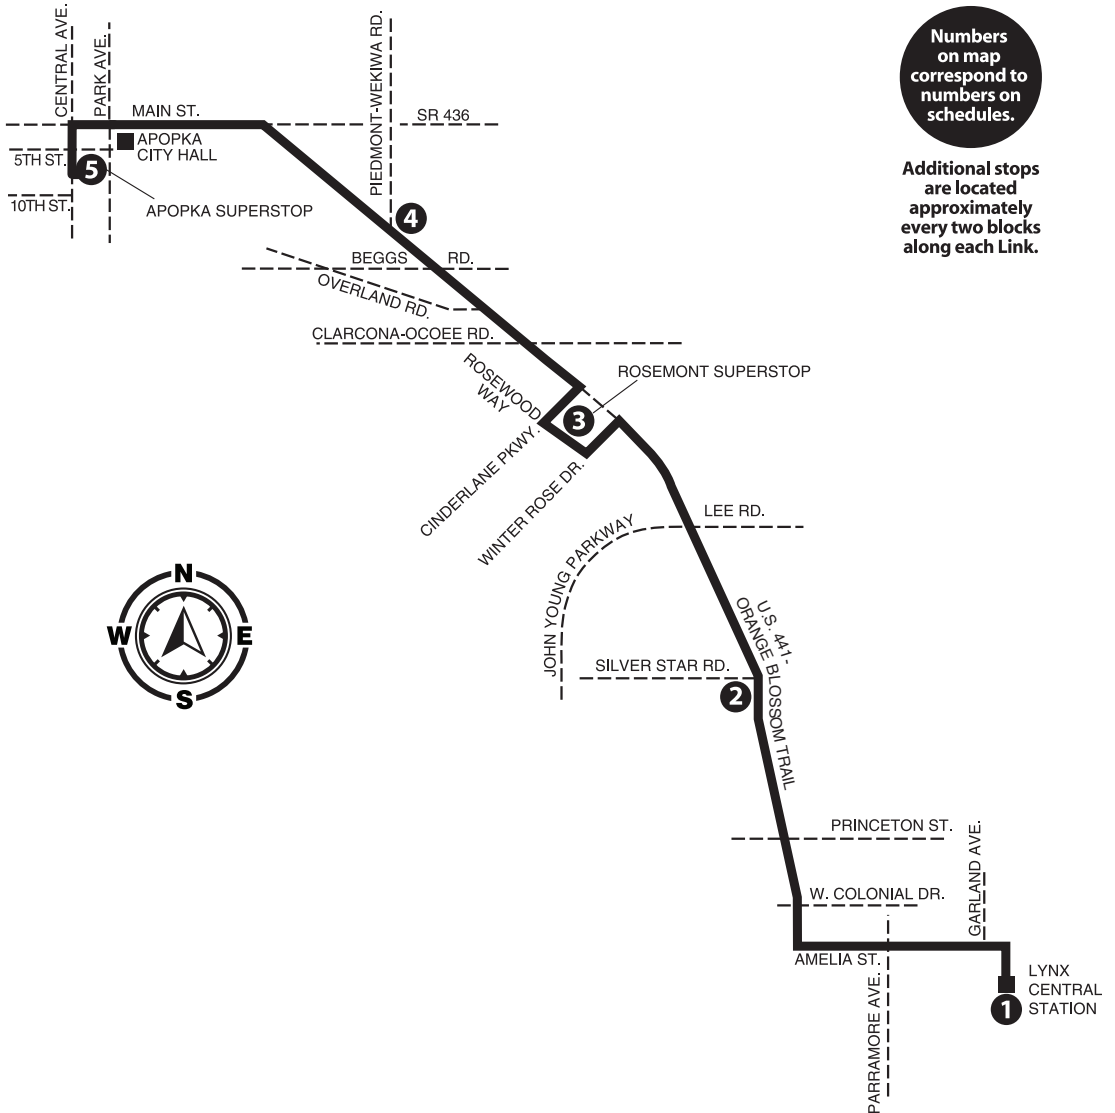 Numbers
on map
correspond to
numbers on
schedules.
Additional stops
are located
approximately
every two blocks
along each Link.
CENTRAL AVE.
PARK AVE.
MAIN ST.
PIEDMONT-WEKIWA RD.
SR 436
APOPKA
CITY HALL
5TH ST.
5
10TH ST.
APOPKA SUPERSTOP
4
BEGGS RD.
OVERLAND RD.
CLARCONA-OCOEE RD.
ROSEWOOD
WAY
ROSEMONT SUPERSTOP
3
CINDERLANE PKWY.
WINTER ROSE DR.
LEE RD.
JOHN YOUNG PARKWAY
N
W E
S
U.S. 441-
ORANGE BLOSSOM TRAIL
SILVER STAR RD.
2
PRINCETON ST.
GARLAND AVE.
W. COLONIAL DR.
AMELIA ST.
PARRAMORE AVE.
LYNX
CENTRAL
STATION
1